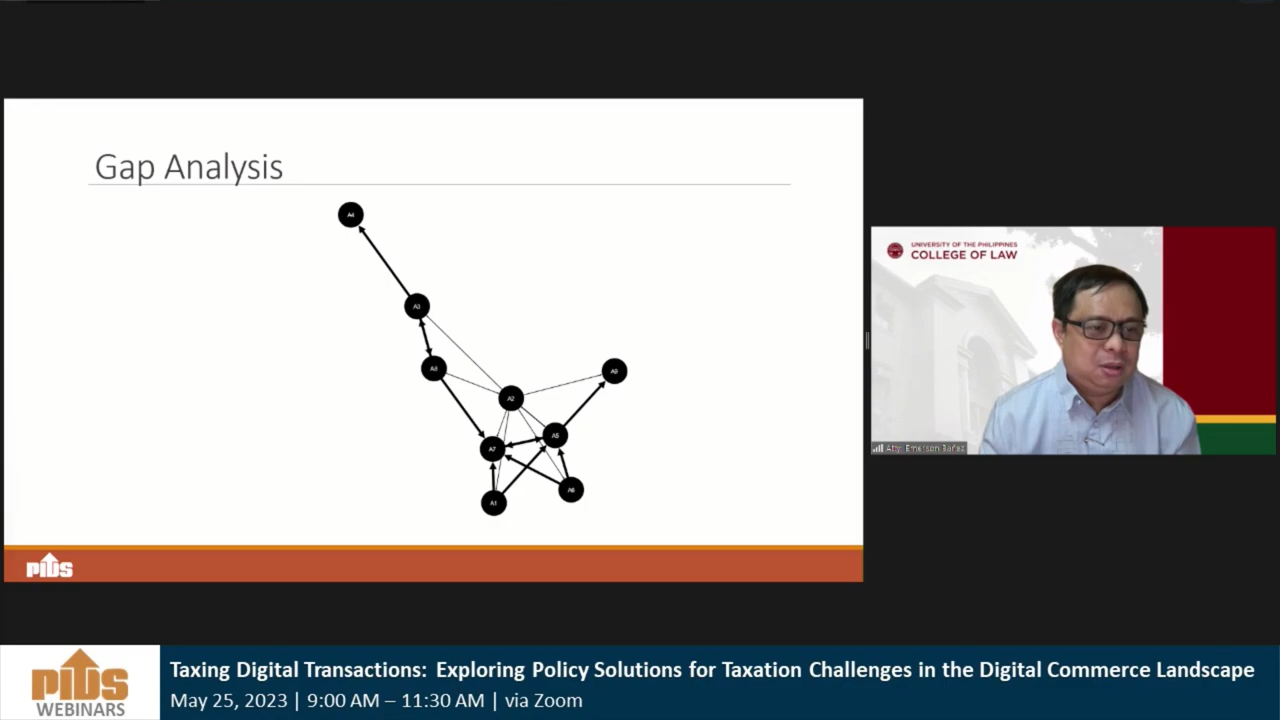 Gap Analysis
A4
A3
A8
A9
A2
A5
A7
A6
A1
PIDS
UNIVERSITY OF THE PHILIPPINES
COLLEGE OF LAW
Atty. Emerson Bañez
PIDS
WEBINARS
Taxing Digital Transactions: Exploring Policy Solutions for Taxation Challenges in the Digital Commerce Landscape
May 25, 2023 | 9:00 AM – 11:30 AM | via Zoom